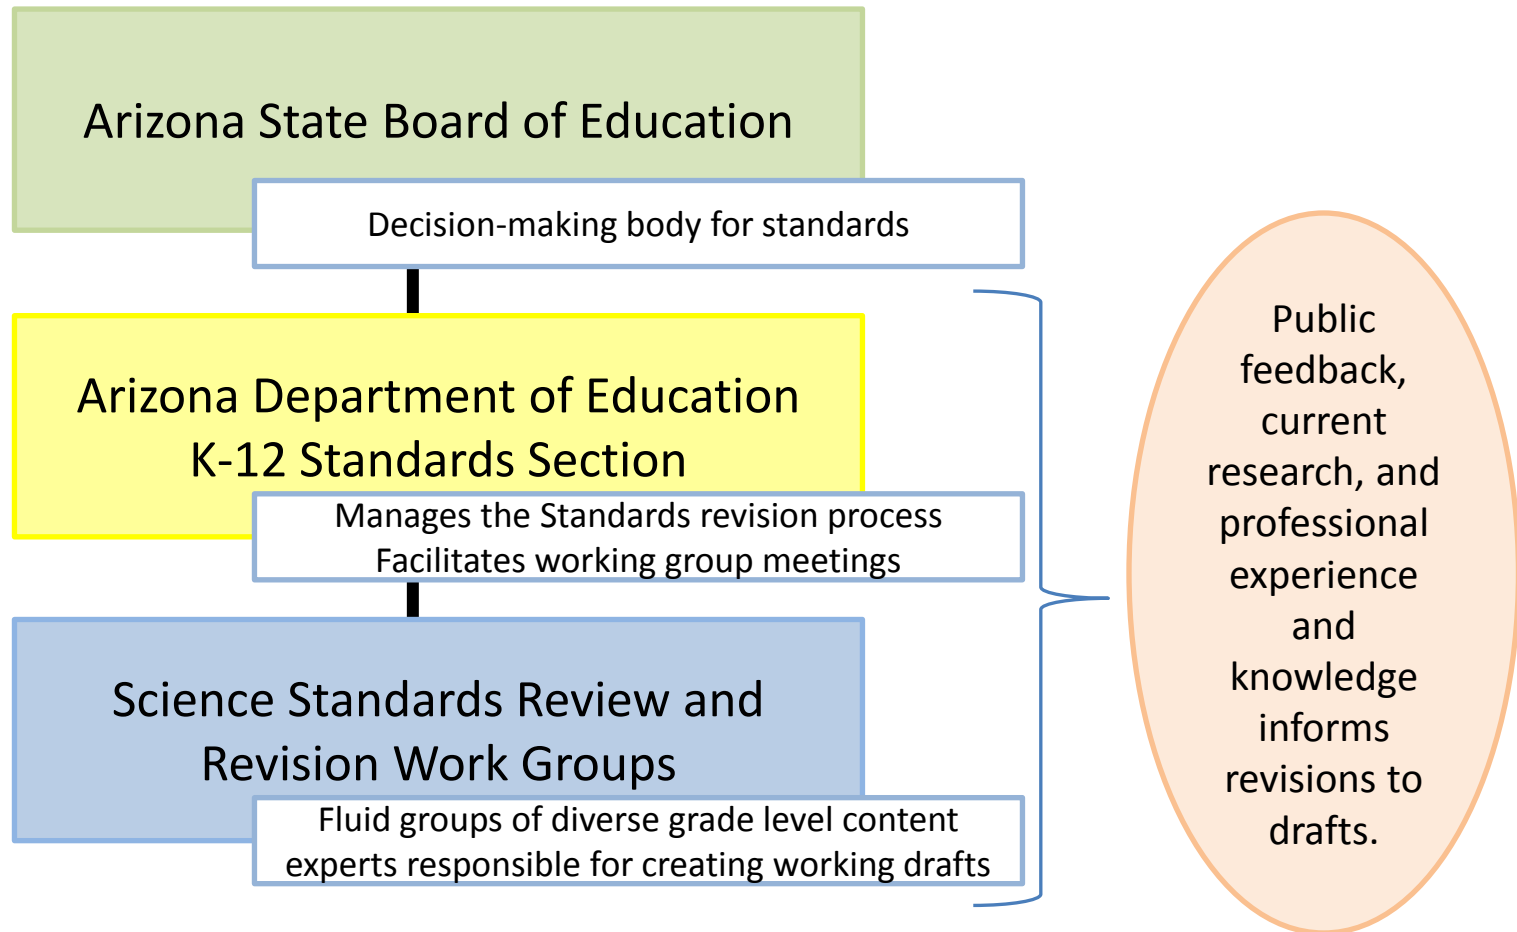 Arizona State Board of Education
Decision-making body for standards
Arizona Department of Education
K-12 Standards Section
Manages the Standards revision process
Facilitates working group meetings
Science Standards Review and
Revision Work Groups
Fluid groups of diverse grade level content
experts responsible for creating working drafts
Public
feedback,
current
research, and
professional
experience
and
knowledge
informs
revisions to
drafts.